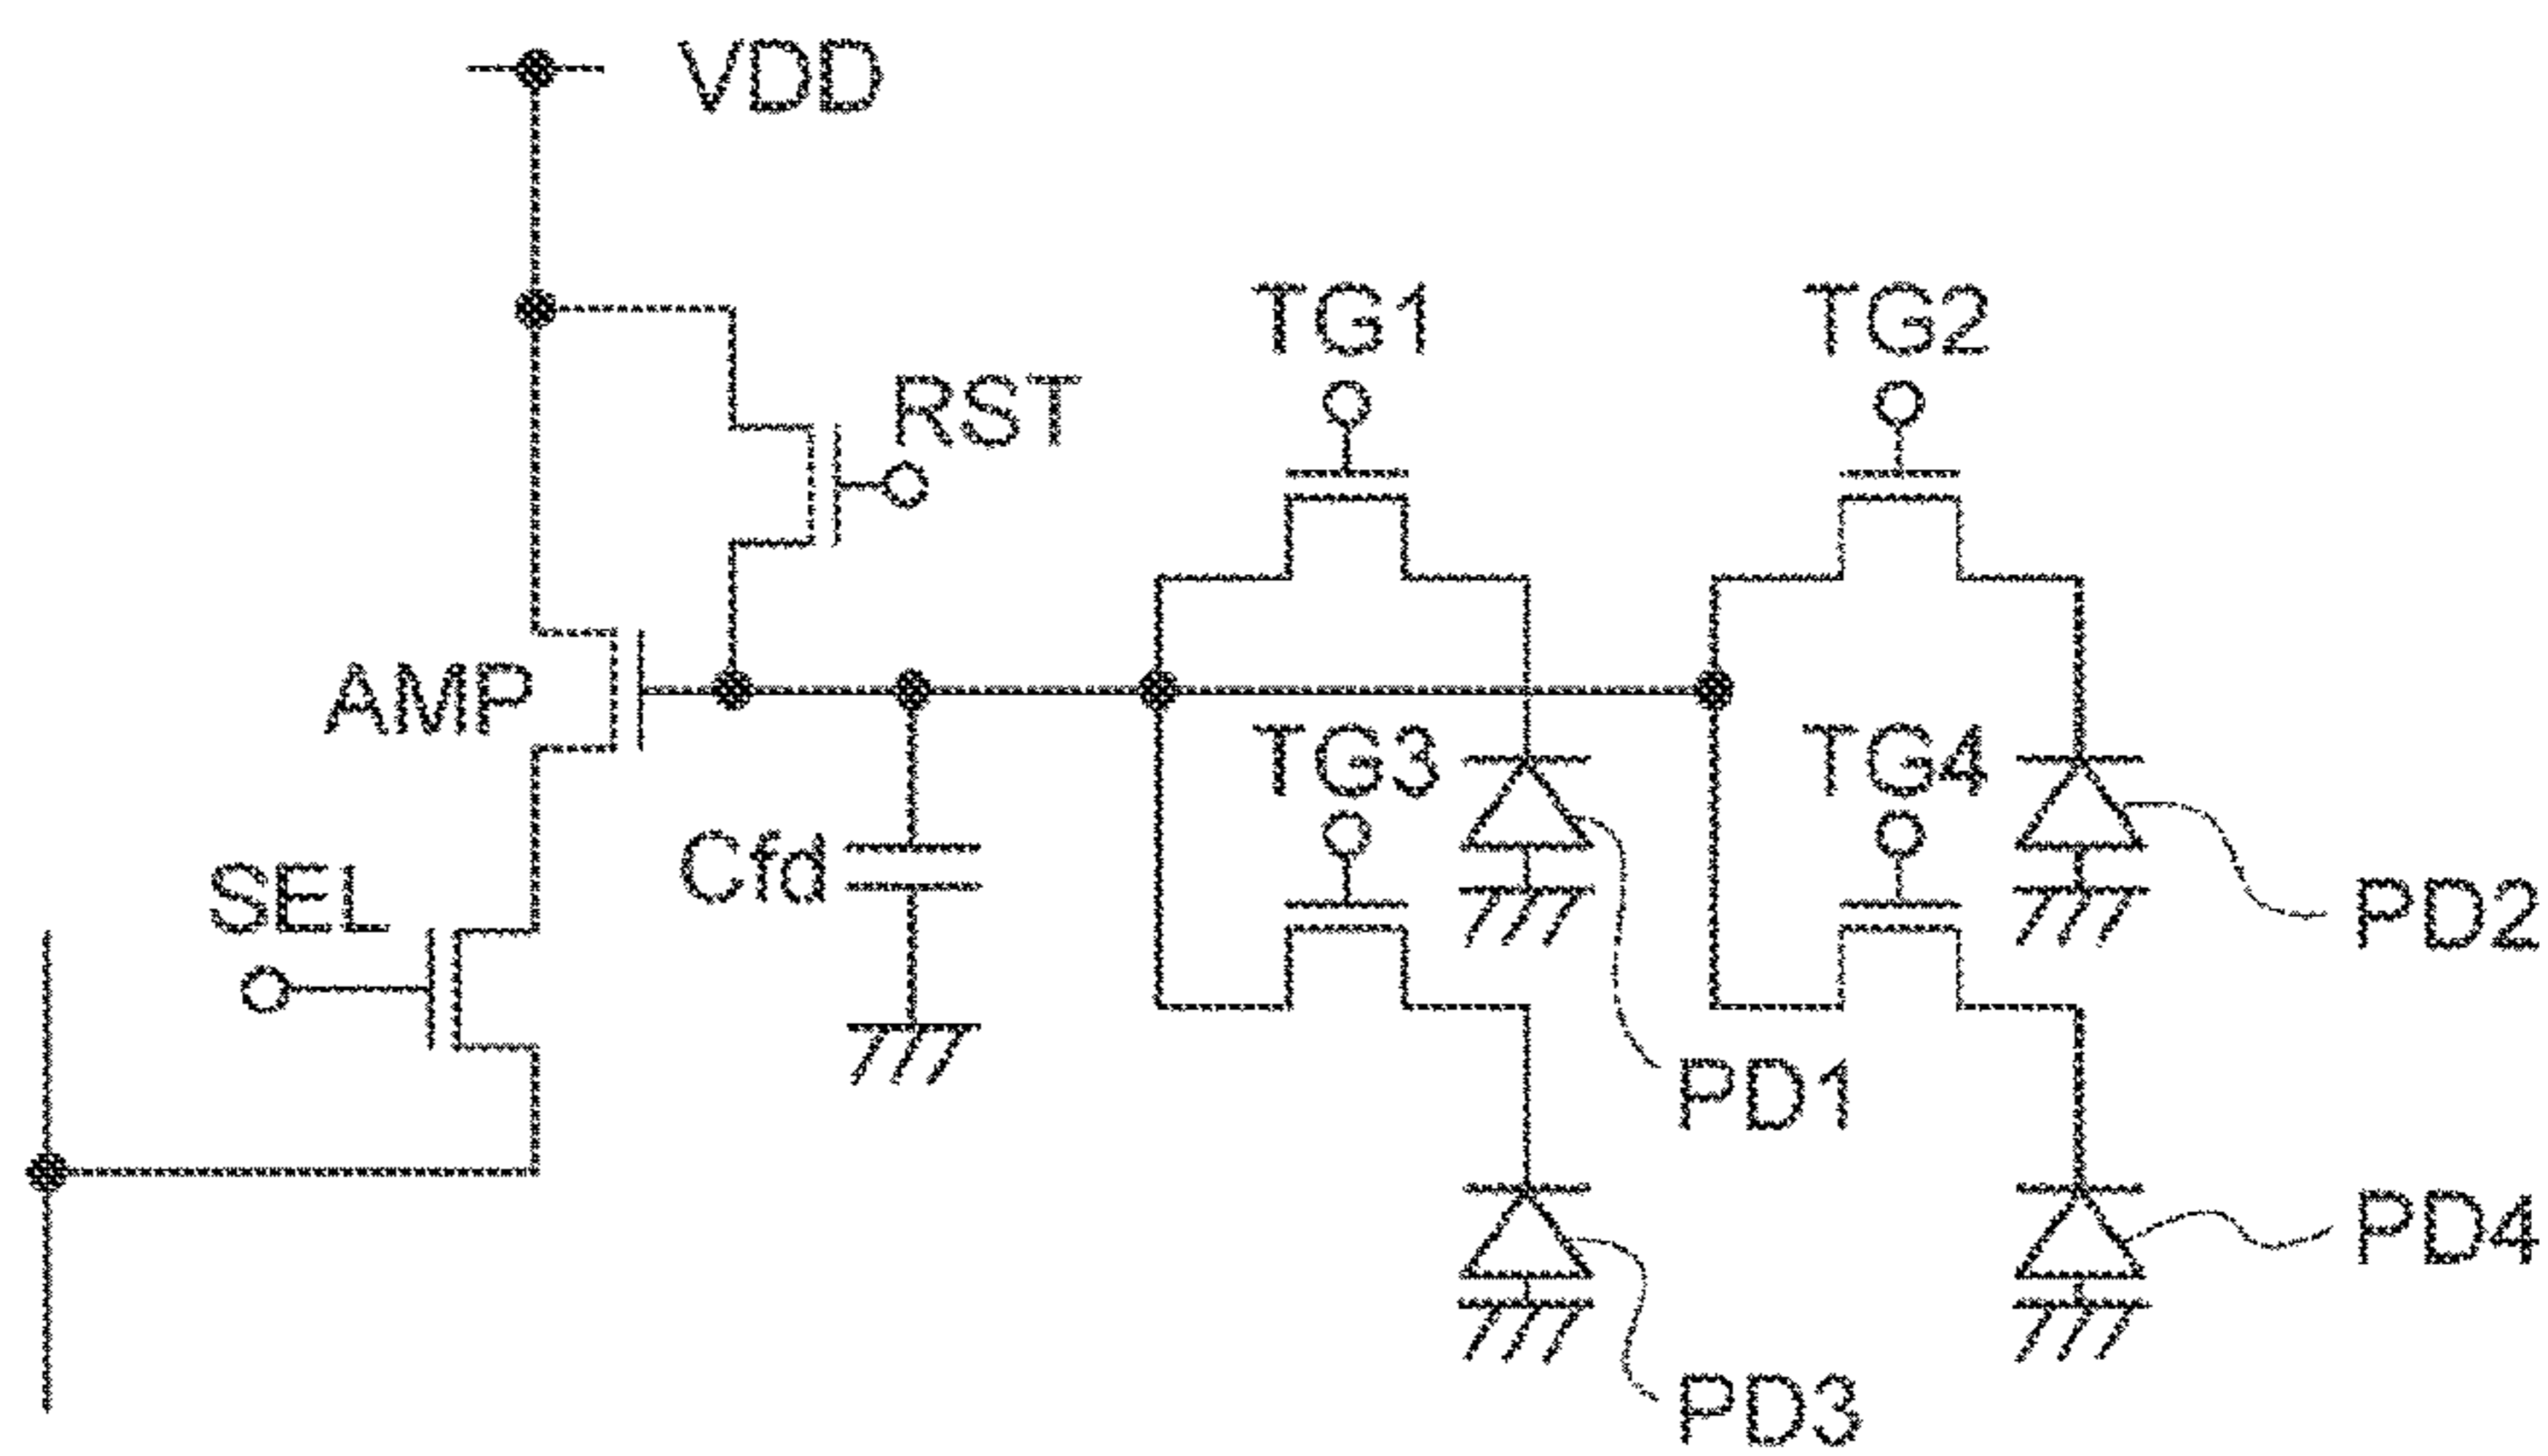 VDD
TG1
TG2
RST
AMP
TG3
TG4
Cfd
SEL
PD2
PD1
PD4
PD3